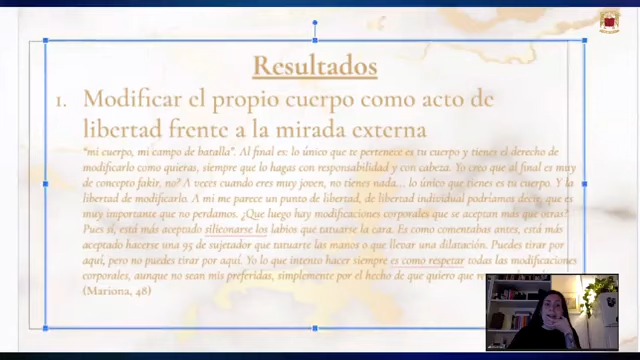 Resultados
1. Modificar el propio cuerpo como acto de
libertad frente a la mirada externa
"mi cuerpo, mi campo de batalla". Al final es: lo único que te pertenece es tu cuerpo y tienes el derecho de
modificarlo como quieras, siempre que lo hagas con responsabilidad y con cabeza. Yo creo que al final es muy
de concepto fakir, no? A veces cuando eres muy joven, no tienes nada... lo único que tienes es tu cuerpo. Y la
libertad de modificarlo. A mi me parece un punto de libertad, de libertad individual podríamos decir, que es
muy importante que no perdamos. ¿Que luego hay modificaciones corporales que se aceptan más que otras?
Pues sí, está más aceptado siliconarse los labios que tatuarse la cara. Es como comentabas antes, está más
aceptado hacerse una 95 de sujetador que tatuarte las manos o que llevar una dilatación. Puedes tirar por
aquí, pero no puedes tirar por aquí. Yo lo que intento hacer siempre es como respetar todas las modificaciones
corporales, aunque no sean mis preferidas, simplemente por el hecho de que quiero que
(Mariona, 48)